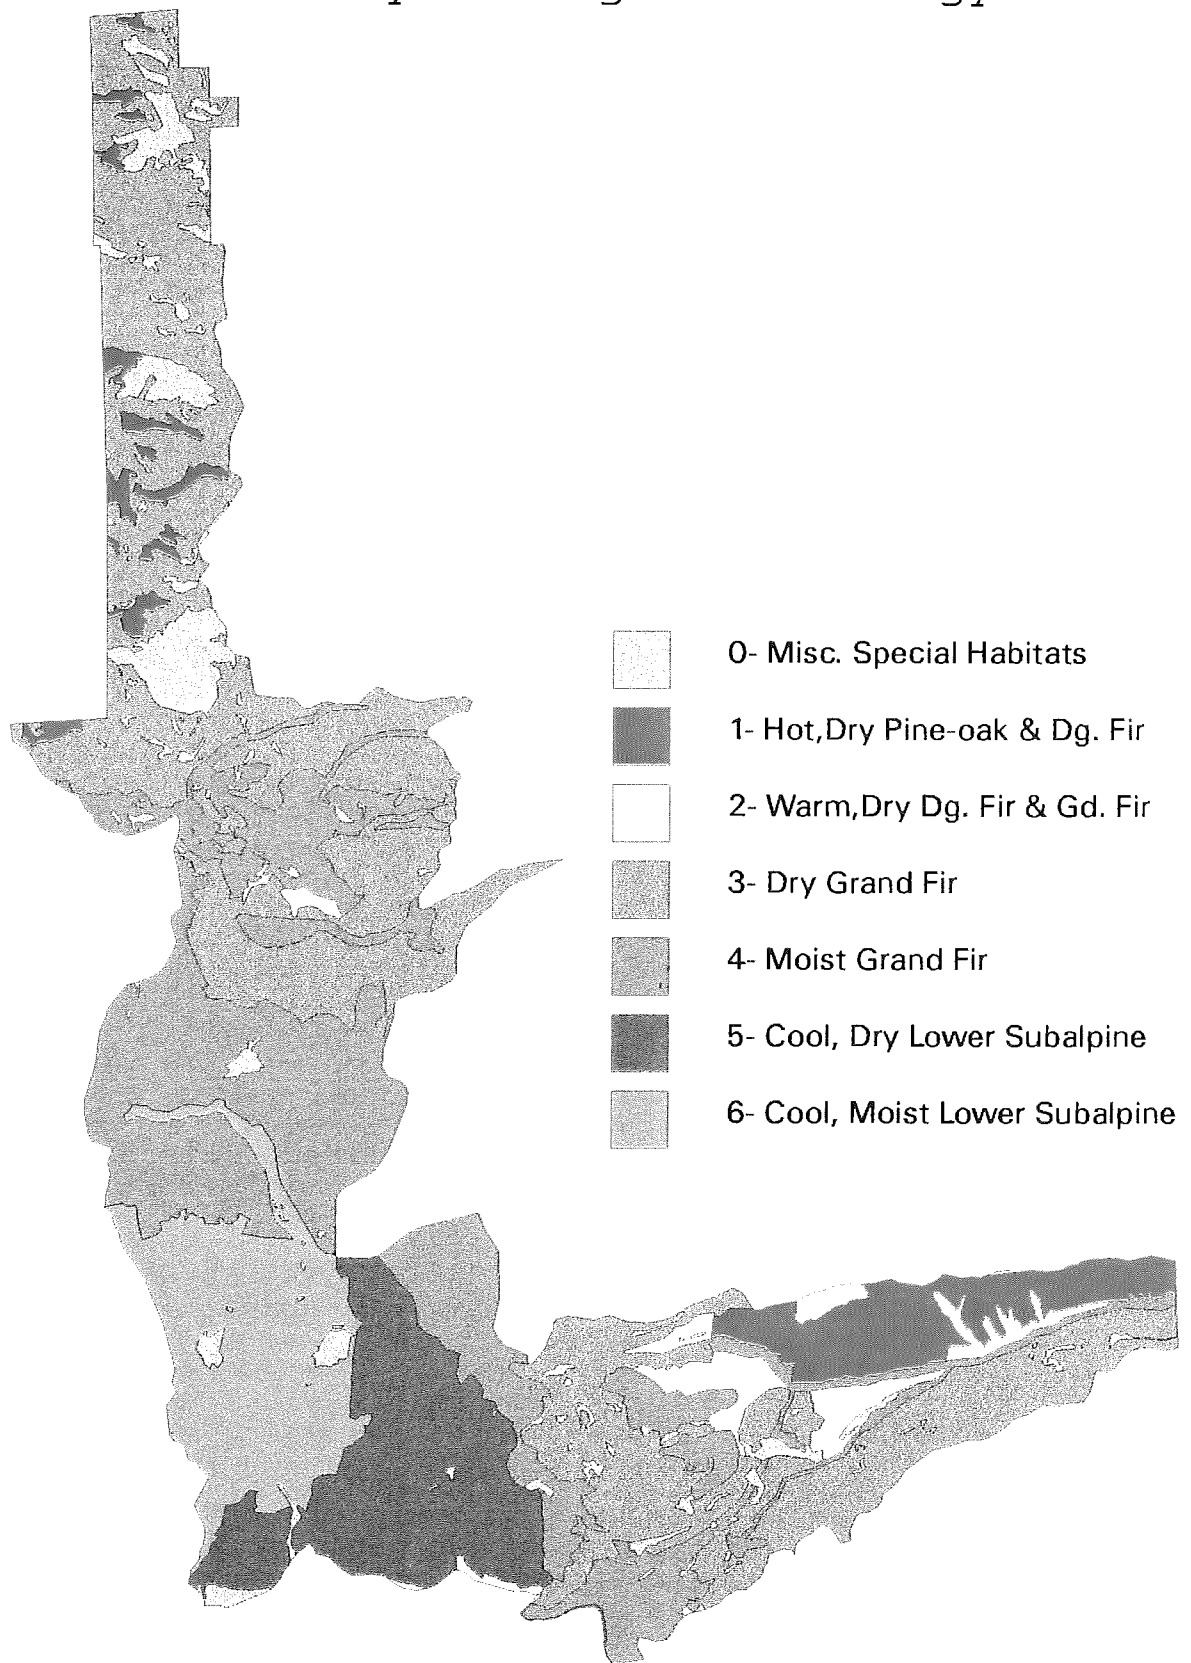 0- Misc. Special Habitats
1- Hot,Dry Pine-oak & Dg. Fir
2- Warm,Dry Dg. Fir & Gd. Fir
3- Dry Grand Fir
4- Moist Grand Fir
5- Cool, Dry Lower Subalpine
6- Cool, Moist Lower Subalpine